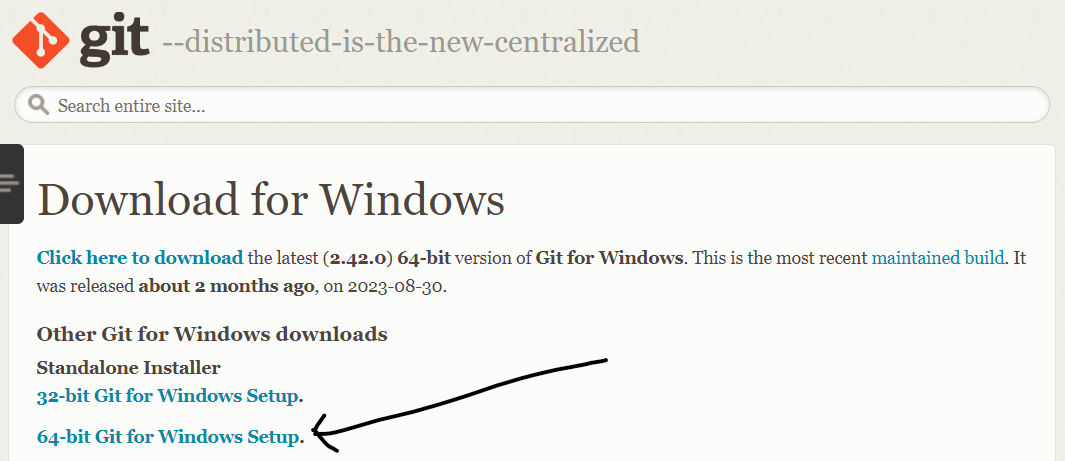 git --distributed-is-the-new-centralized
Search entire site...
Download for Windows
Click here to download the latest (2.42.0) 64-bit version of Git for Windows. This is the most recent maintained build. It
was released about 2 months ago, on 2023-08-30.
Other Git for Windows downloads
Standalone Installer
32-bit Git for Windows Setup.
64-bit Git for Windows Setup.